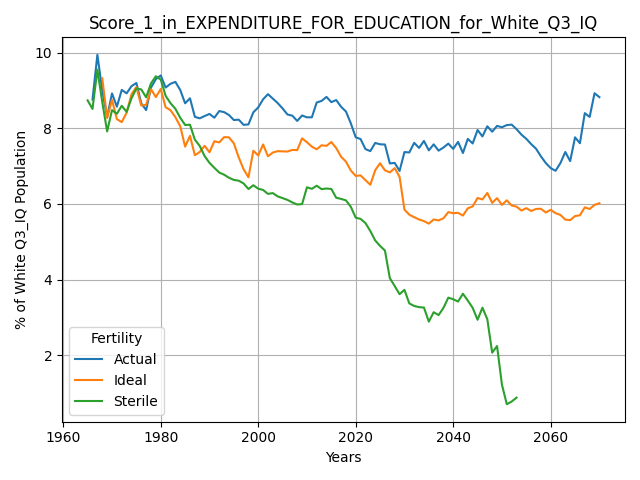 Score_1_in_EXPENDITURE_FOR_EDUCATION_for_White_Q3_IQ
% of White Q3_IQ Population
10
8
6
4
2
Fertility
Actual
Ideal
Sterile
1960 1980 2000 2020 2040 2060
Years